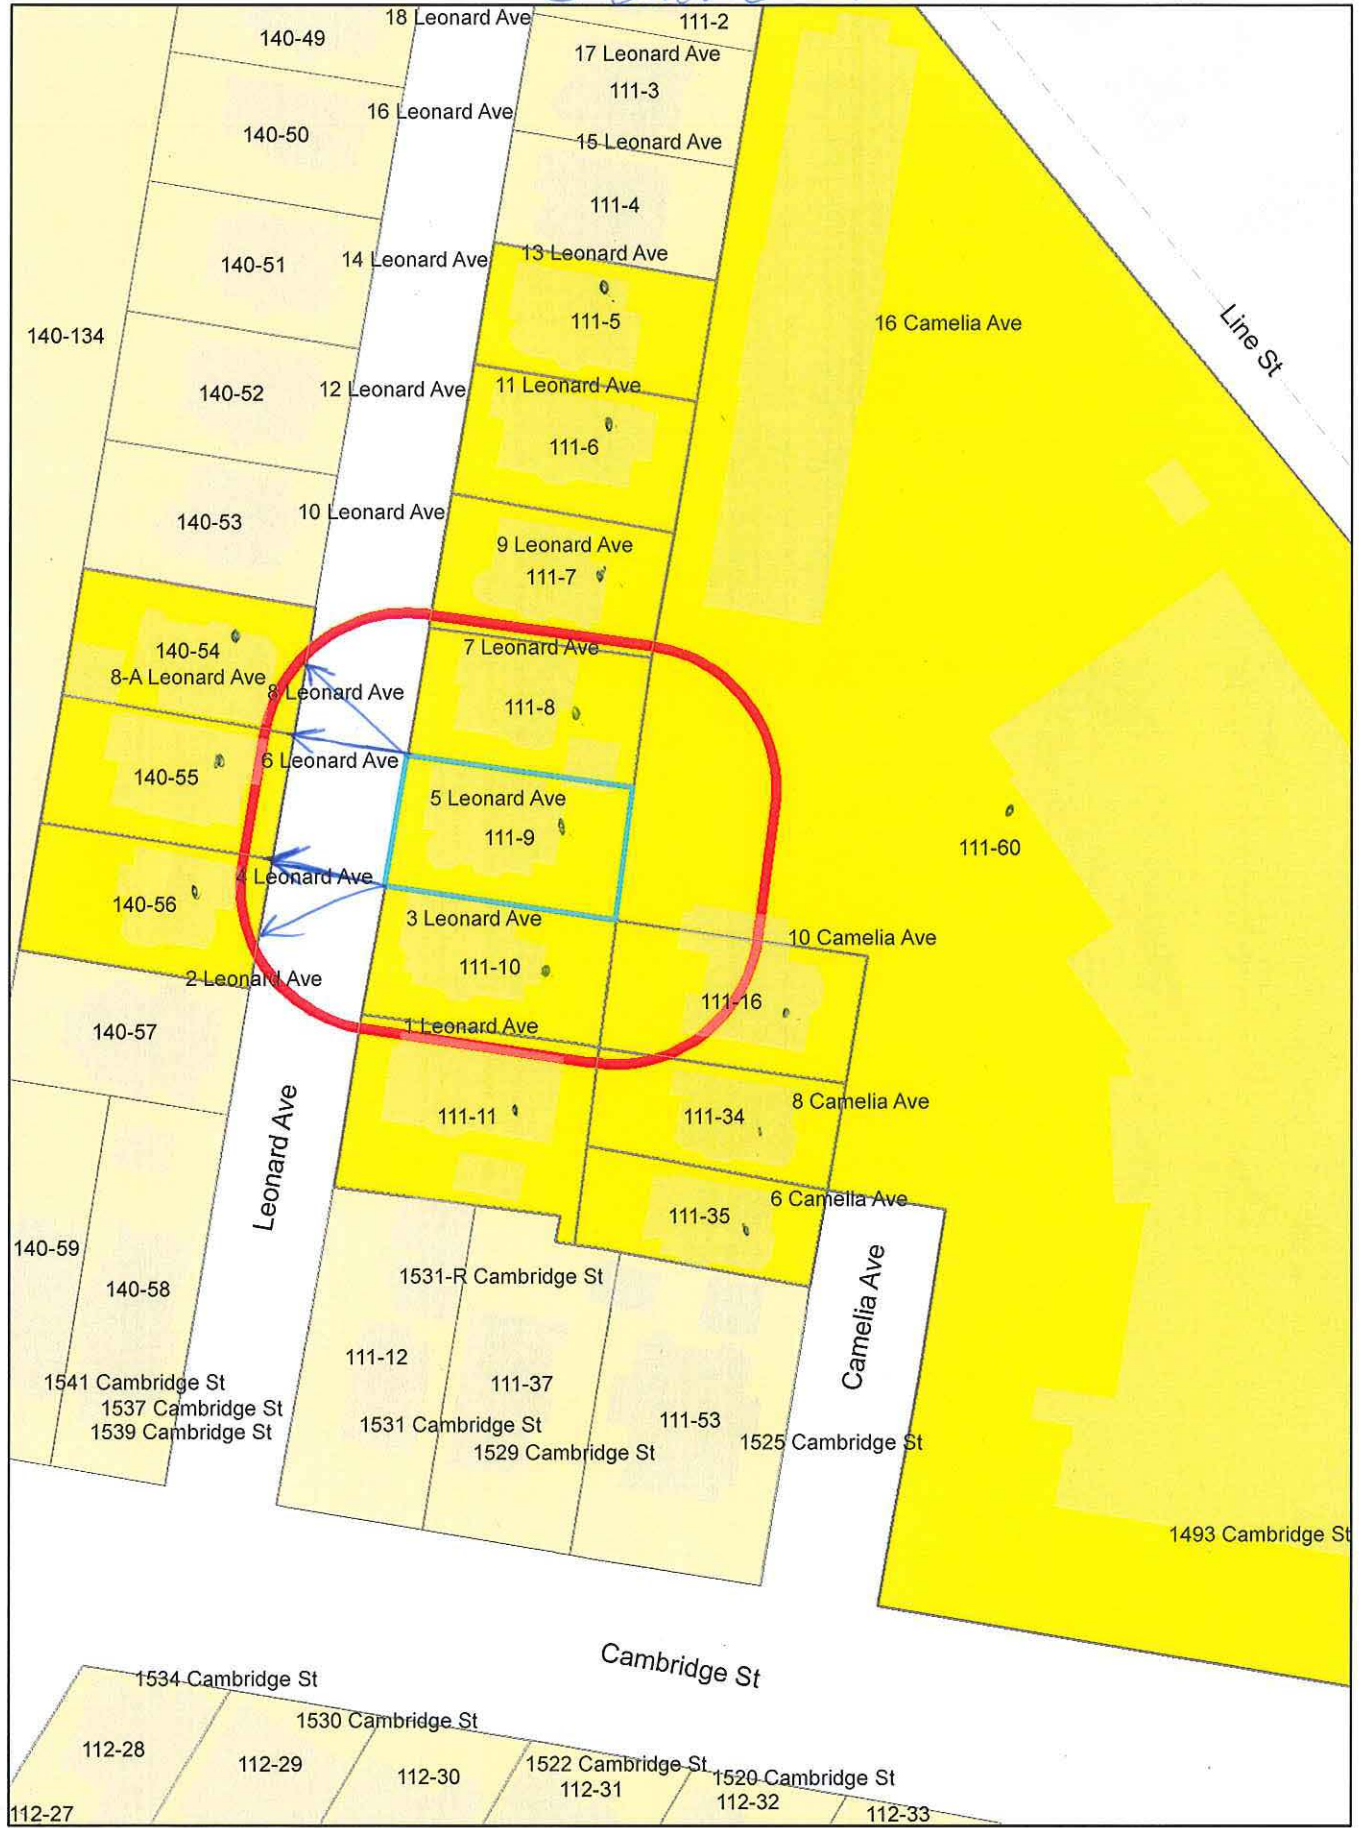 18 Leonard Ave
111-2
140-49
17 Leonard Ave
111-3
16 Leonard Ave
140-50
15 Leonard Ave
111-4
13 Leonard Ave
14 Leonard Ave
140-51
111-5
16 Camelia Ave
140-134
Line St
11 Leonard Ave
12 Leonard Ave
140-52
111-6
10 Leonard Ave
140-53
9 Leonard Ave
111-7
7 Leonard Ave
140-54
8-A Leonard Ave
8 Leonard Ave
111-8
6 Leonard Ave
140-55
5 Leonard Ave
111-9
111-60
4 Leonard Ave
140-56
3 Leonard Ave
10 Camelia Ave
111-10
2 Leonard Ave
111-16
1 Leonard Ave
140-57
8 Camelia Ave
111-11
111-34
Leonard Ave
6 Camelia Ave
111-35
140-59
1531-R Cambridge St
140-58
Camelia Ave
111-12
1541 Cambridge St
111-37
1537 Cambridge St
111-53
1531 Cambridge St
1539 Cambridge St
1525 Cambridge St
1529 Cambridge St
1493 Cambridge St
Cambridge St
1534 Cambridge St
1530 Cambridge St
112-28
112-29
1522 Cambridge St
112-30
1520 Cambridge St
112-31
112-32
112-27
112-33